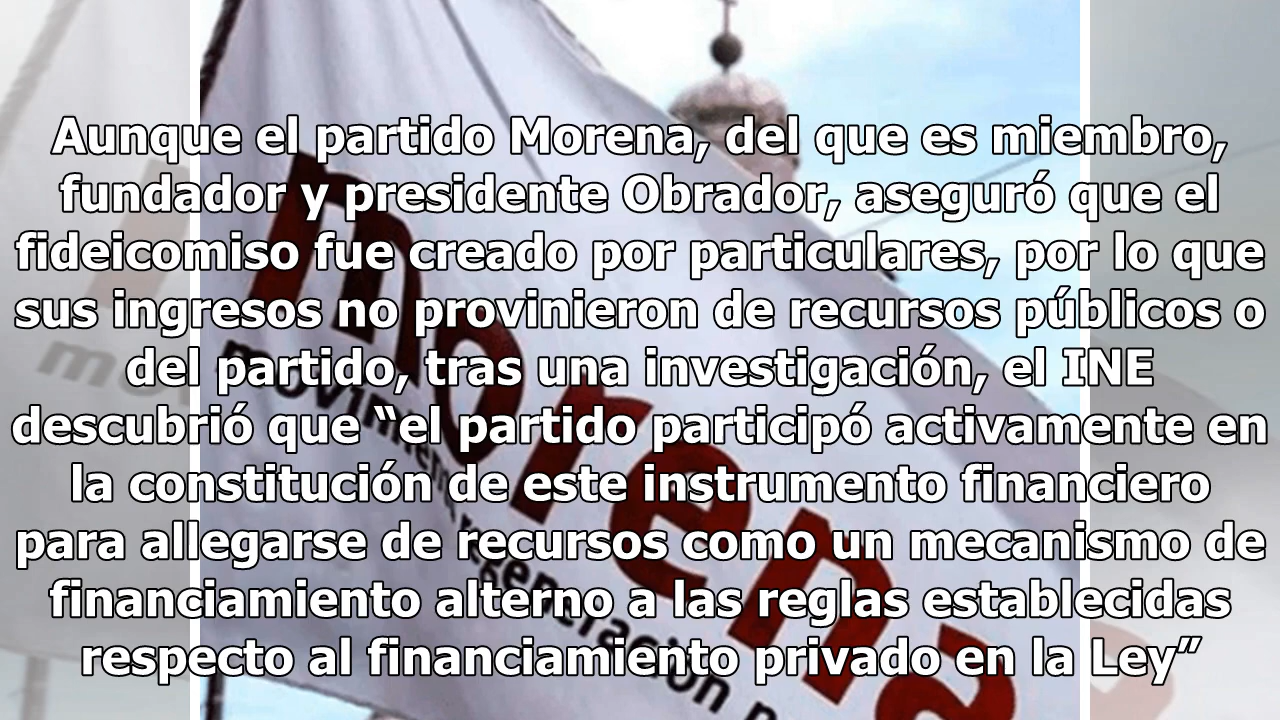 Aunque el partido Morena, del que es miembro,
fundador y presidente Obrador, aseguró que el
fideicomiso fue creado por particulares, por lo que
sus ingresos no provinieron de recursos públicos o
del partido, tras una investigación, el INE
descubrió que “el partido participó activamente en
la constitución de este instrumento financiero
para allegarse de recursos como un mecanismo de
financiamiento alterno a las reglas establecidas
respecto al financiamiento privado en la Ley”
morena